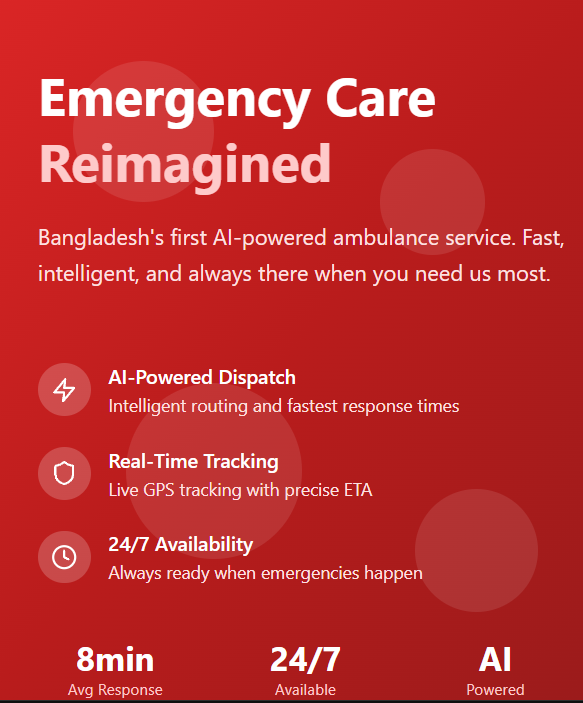 Emergency Care
Reimagined
Bangladesh's first AI-powered ambulance service. Fast,
intelligent, and always there when you need us most.
AI-Powered Dispatch
Intelligent routing and fastest response times
Real-Time Tracking
Live GPS tracking with precise ETA
24/7 Availability
Always ready when emergencies happen
8min 24/7 AI
Avg Response Available Powered